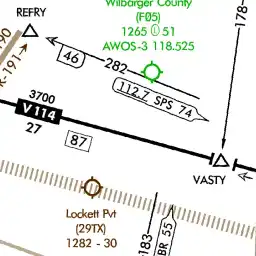 Wilbarger County
(F05)
1265 Ⓛ 51
AWOS-3 118.525
REFRY
178
46
282
112.7 SPS 74
R-191
3700
V114
27
87
VASTY
Lockett Pvt
(29TX)
1282 - 30
183
BR 55